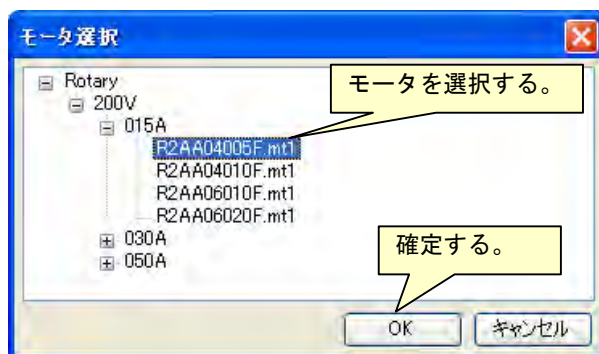 モータ選択
Rotary
モータを選択する。
200V
015A
R2AA04005F.mt1
R2AA04010F.mt1
R2AA06010F.mt1
R2AA06020F.mt1
030A
確定する。
050A
OK
キャンセル